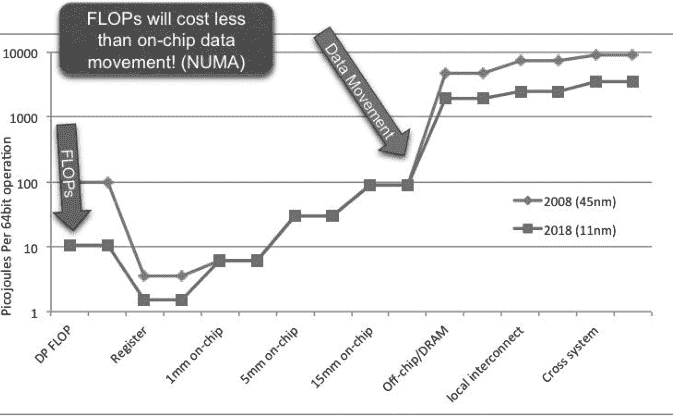 FLOPs will cost less
than on-chip data
movement! (NUMA)
Data Movement
FLOPs
Picojoules Per 64bit operation
10000
1000
100
10
1
2008 (45nm)
2018 (11nm)
DP FLOP
Register
1mm on-chip
5mm on-chip
15mm on-chip
Off-chip/DRAM
local interconnect
Cross system